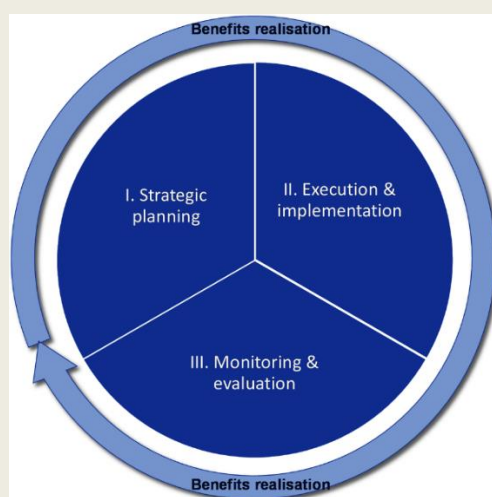 Benefits realisation
I. Strategic
planning
II. Execution &
implementation
III. Monitoring &
evaluation
Benefits realisation